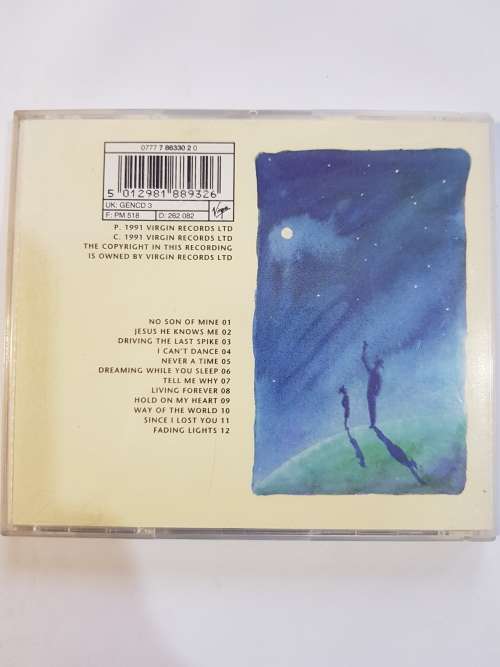 0777 7 86330 2 0
5 012981 889326
UK: GENCD 3
F: PM 518 D: 262 082 Virgin
P. 1991 VIRGIN RECORDS LTD
C. 1991 VIRGIN RECORDS LTD
THE COPYRIGHT IN THIS RECORDING
IS OWNED BY VIRGIN RECORDS LTD
NO SON OF MINE 01
JESUS HE KNOWS ME 02
DRIVING THE LAST SPIKE 03
I CAN'T DANCE 04
NEVER A TIME 05
DREAMING WHILE YOU SLEEP 06
TELL ME WHY 07
LIVING FOREVER 08
HOLD ON MY HEART 09
WAY OF THE WORLD 10
SINCE I LOST YOU 11
FADING LIGHTS 12